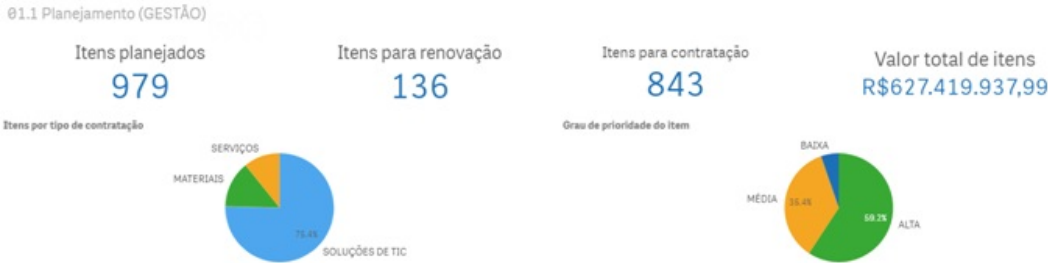 01.1 Planejamento (GESTÃO)
Itens planejados
979
Itens para renovação
136
Itens para contratação
843
Valor total de itens
R$627.419.937,99
Itens por tipo de contratação
SERVIÇOS
MATERIAIS
75.4%
SOLUÇÕES DE TIC
Grau de prioridade do item
BAIXA
MÉDIA
35.4%
59.2%
ALTA